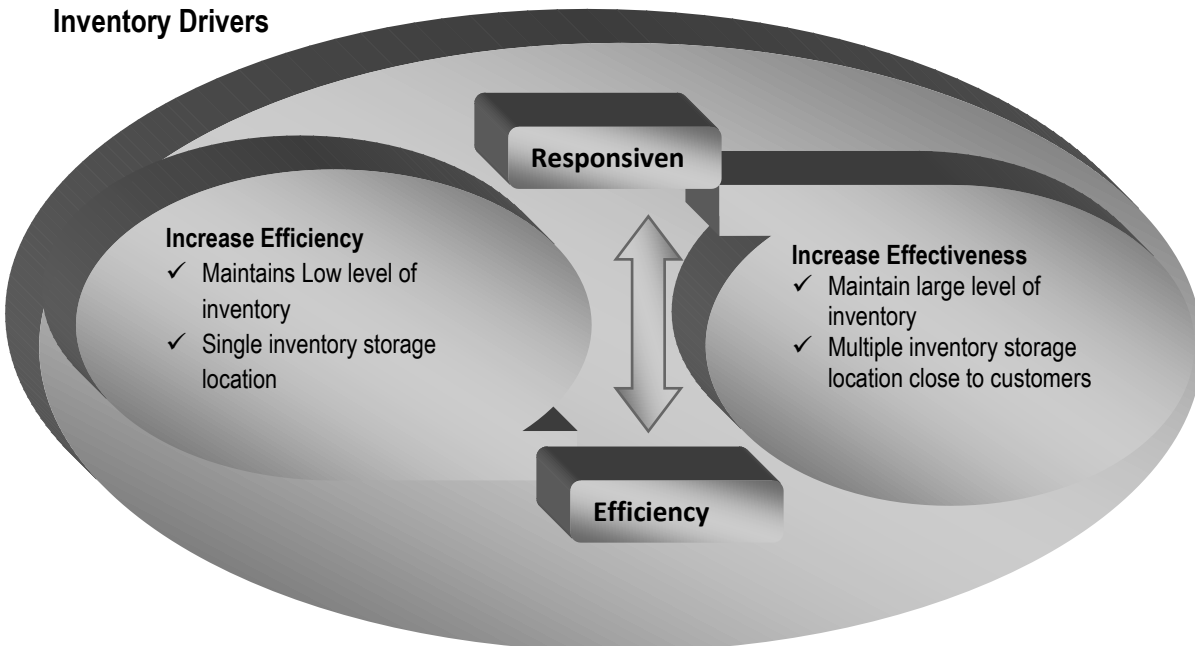 Inventory Drivers
Responsiven
Increase Efficiency
✓ Maintains Low level of
inventory
✓ Single inventory storage
location
Increase Effectiveness
✓ Maintain large level of
inventory
✓ Multiple inventory storage
location close to customers
Efficiency